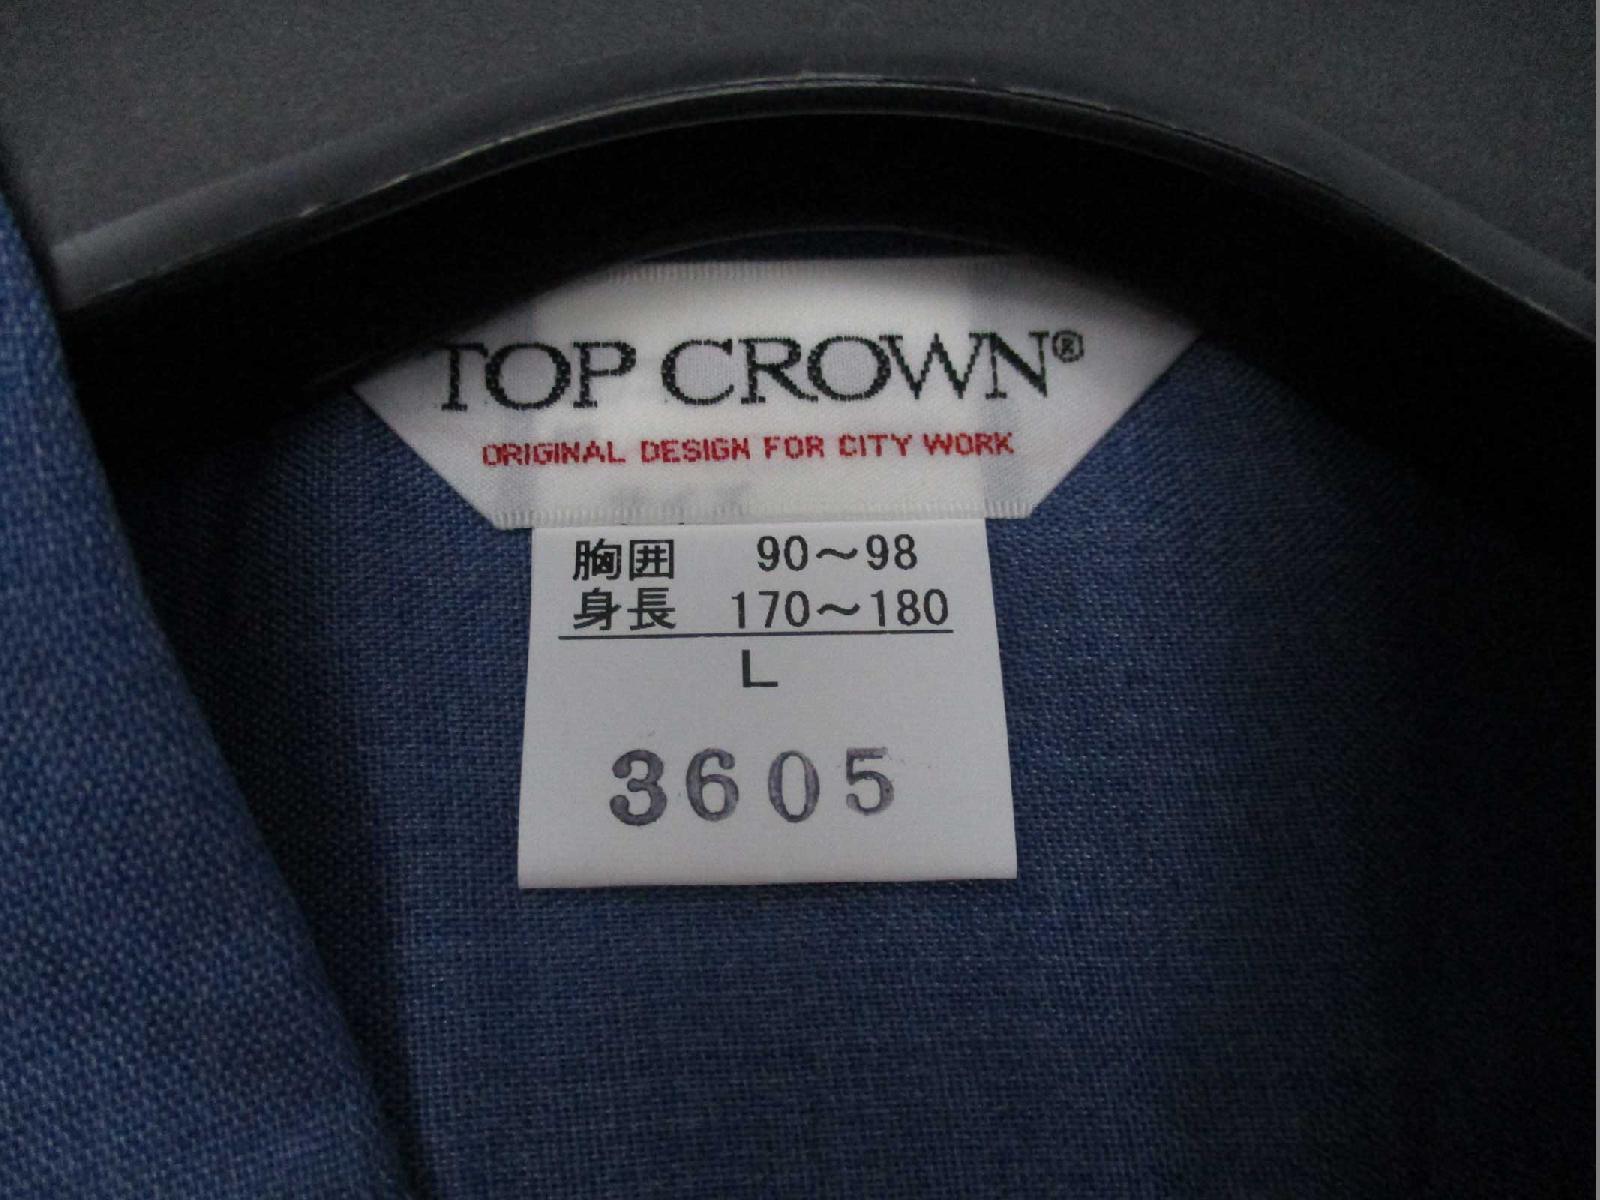 TOP CROWN®
ORIGINAL DESIGN FOR CITY WORK
胸囲 90～98
身長 170～180
L
3605